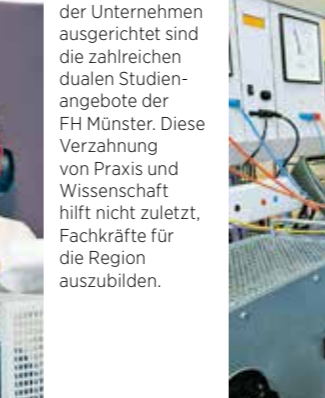 der Unternehmen
ausgerichtet sind
die zahlreichen
dualen Studien-
angebote der
FH Münster. Diese
Verzahnung
von Praxis und
Wissenschaft
hilft nicht zuletzt,
Fachkräfte für
die Region
auszubilden.